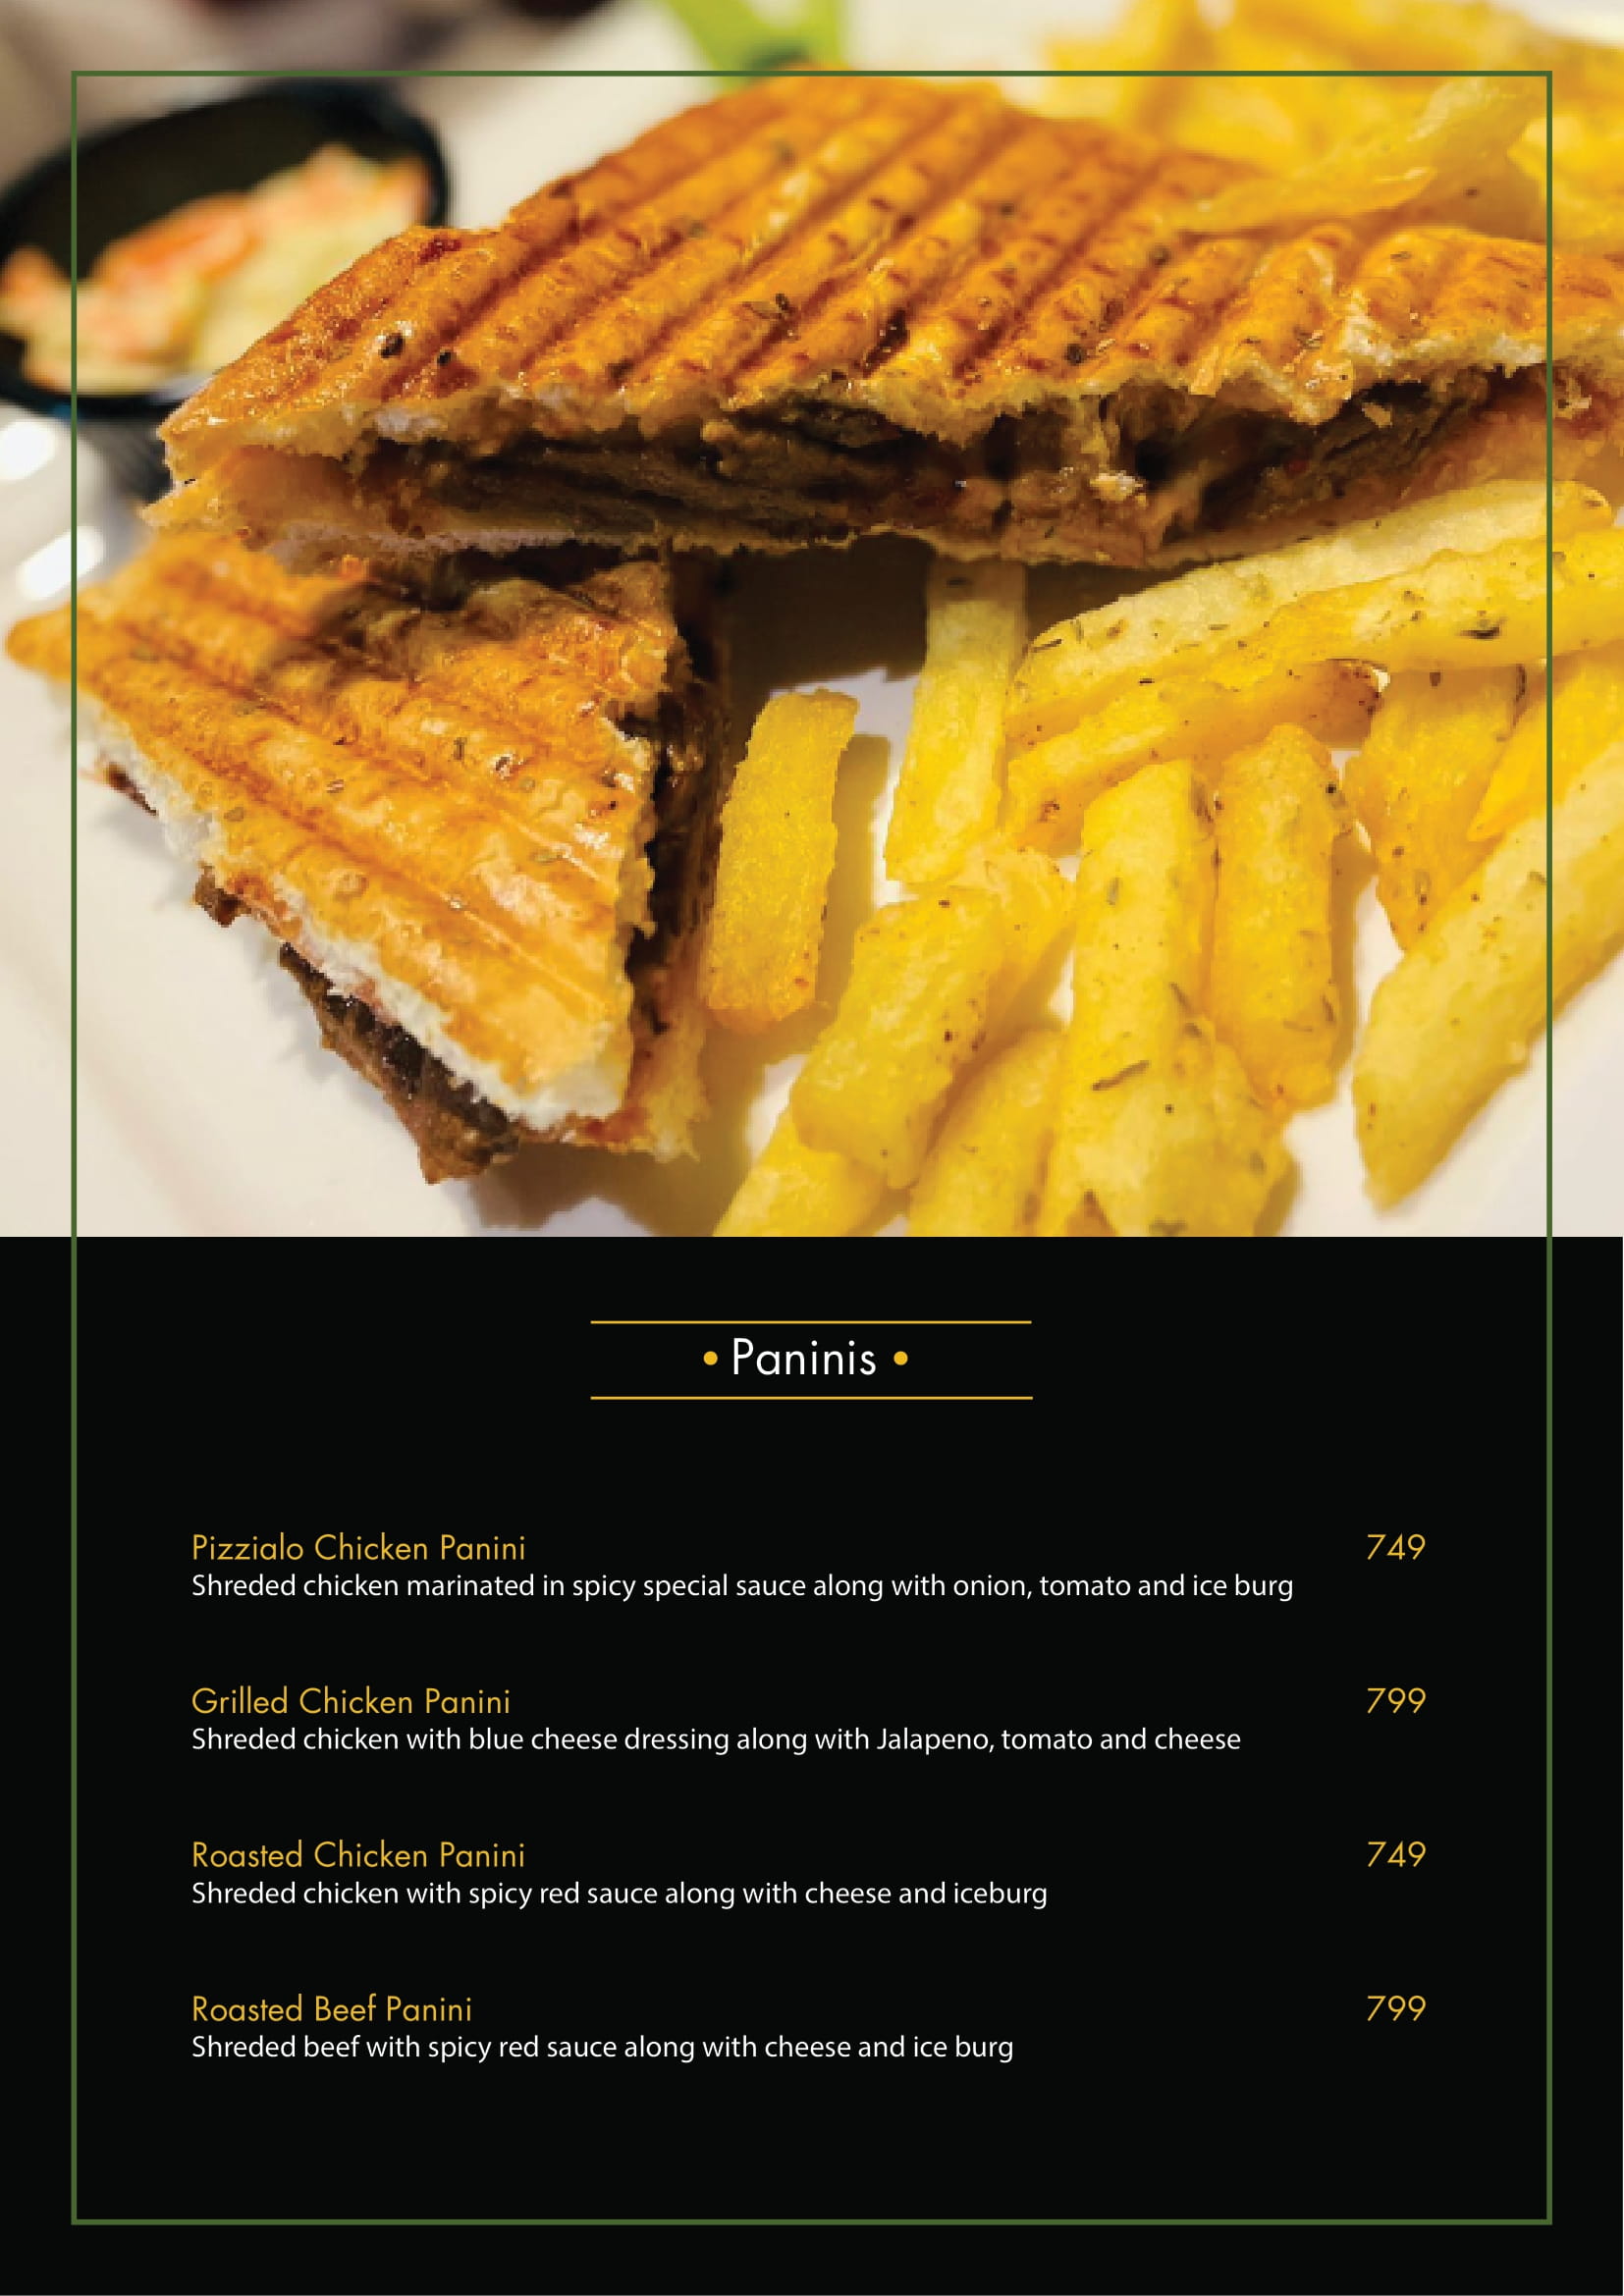 • Paninis •
Pizzialo Chicken Panini 749
Shreded chicken marinated in spicy special sauce along with onion, tomato and ice burg
Grilled Chicken Panini 799
Shreded chicken with blue cheese dressing along with Jalapeno, tomato and cheese
Roasted Chicken Panini 749
Shreded chicken with spicy red sauce along with cheese and iceburg
Roasted Beef Panini 799
Shreded beef with spicy red sauce along with cheese and ice burg